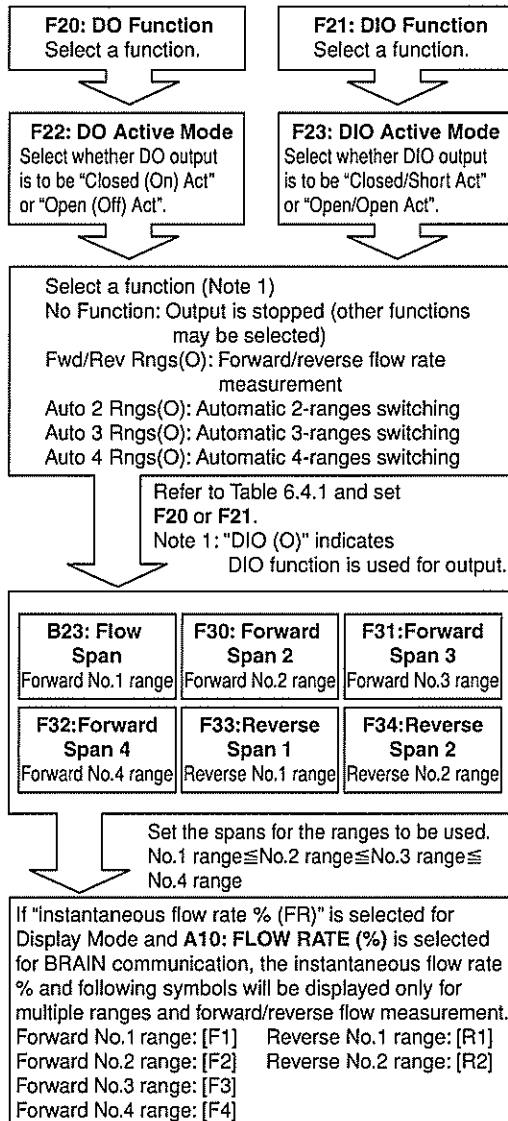 F20: DO Function
Select a function.
F21: DIO Function
Select a function.
F22: DO Active Mode
Select whether DO output
is to be “Closed (On) Act”
or “Open (Off) Act”.
F23: DIO Active Mode
Select whether DIO output
is to be “Closed/Short Act”
or “Open/Open Act”.
Select a function (Note 1)
No Function: Output is stopped (other functions
may be selected)
Fwd/Rev Rngs(O): Forward/reverse flow rate
measurement
Auto 2 Rngs(O): Automatic 2-ranges switching
Auto 3 Rngs(O): Automatic 3-ranges switching
Auto 4 Rngs(O): Automatic 4-ranges switching
Refer to Table 6.4.1 and set
F20 or F21.
Note 1: "DIO (O)" indicates
DIO function is used for output.
B23: Flow
Span
Forward No.1 range
F30: Forward
Span 2
Forward No.2 range
F31:Forward
Span 3
Forward No.3 range
F32:Forward
Span 4
Forward No.4 range
F33:Reverse
Span 1
Reverse No.1 range
F34:Reverse
Span 2
Reverse No.2 range
Set the spans for the ranges to be used.
No.1 range≦No.2 range≦No.3 range≦
No.4 range
If “instantaneous flow rate % (FR)” is selected for
Display Mode and A10: FLOW RATE (%) is selected
for BRAIN communication, the instantaneous flow rate
% and following symbols will be displayed only for
multiple ranges and forward/reverse flow measurement.
Forward No.1 range: [F1] Reverse No.1 range: [R1]
Forward No.2 range: [F2] Reverse No.2 range: [R2]
Forward No.3 range: [F3]
Forward No.4 range: [F4]